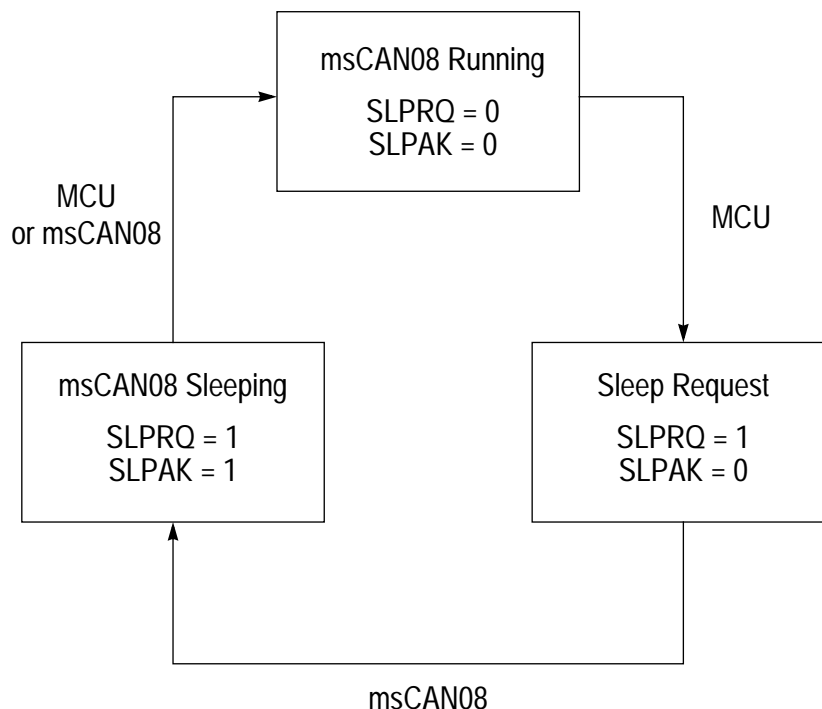 msCAN08 Running
SLPRQ = 0
SLPAK = 0
MCU
or msCAN08
MCU
msCAN08 Sleeping
SLPRQ = 1
SLPAK = 1
Sleep Request
SLPRQ = 1
SLPAK = 0
msCAN08